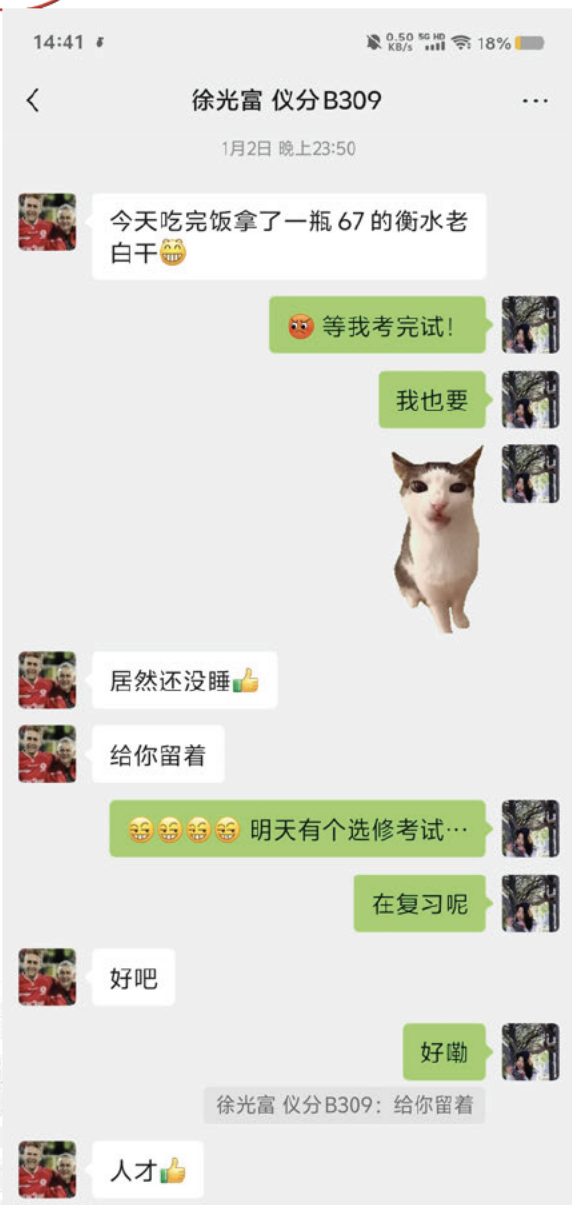 14:41
0.50 KB/s 5G HD 18%
徐光富 仪分B309
1月2日 晚上23:50
今天吃完饭拿了一瓶 67 的衡水老
白干😁
😡 等我考完试！
我也要
居然还没睡👍
给你留着
😆😆😆😆 明天有个选修考试…
在复习呢
好吧
好嘞
徐光富 仪分B309：给你留着
人才👍